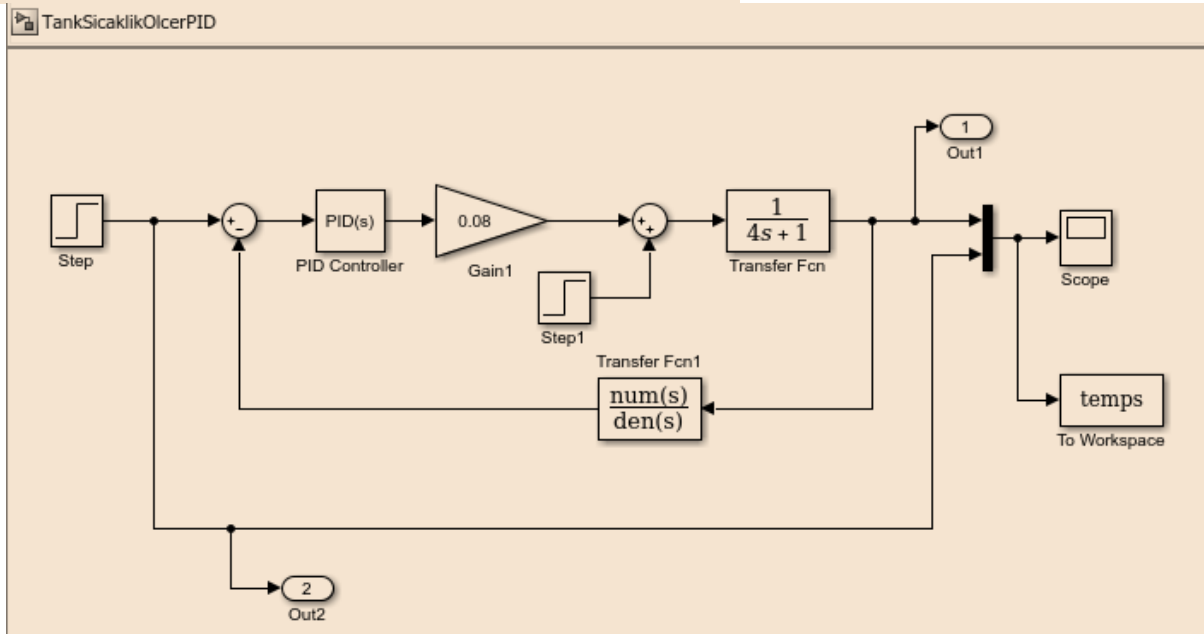 TankSicaklikOlcerPID
1
Out1
Step
+
−
PID(s)
PID Controller
0.08
Gain1
+
+
1
4s + 1
Transfer Fcn
Scope
Step1
Transfer Fcn1
num(s)
den(s)
temps
To Workspace
2
Out2